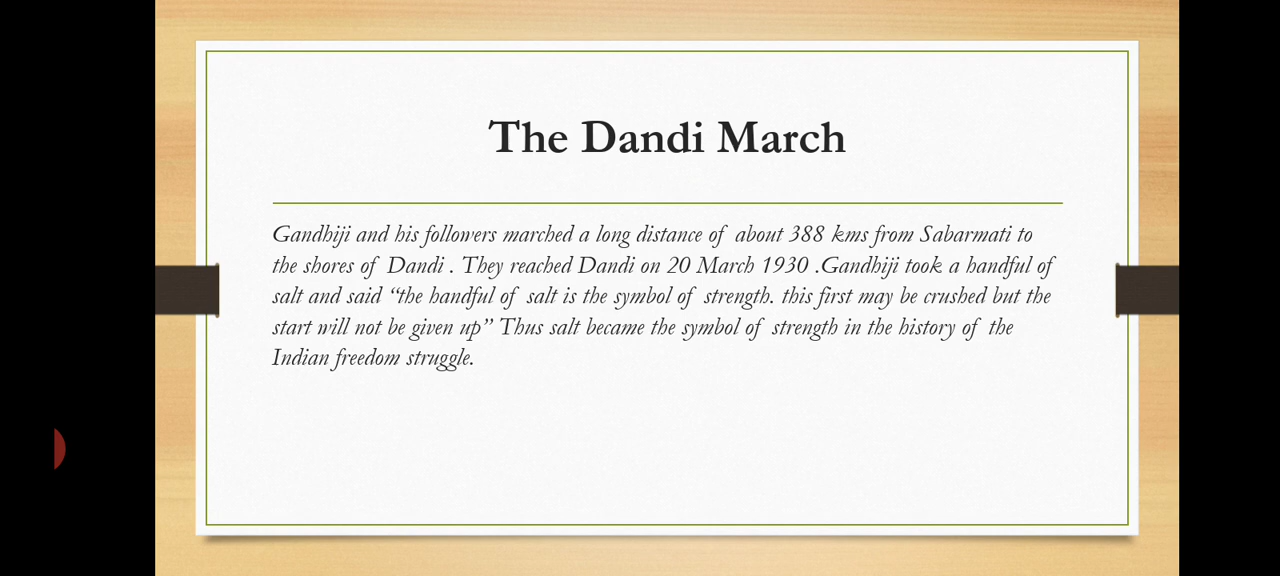 The Dandi March
Gandhiji and his followers marched a long distance of about 388 kms from Sabarmati to
the shores of Dandi . They reached Dandi on 20 March 1930 .Gandhiji took a handful of
salt and said “the handful of salt is the symbol of strength. this first may be crushed but the
start will not be given up” Thus salt became the symbol of strength in the history of the
Indian freedom struggle.